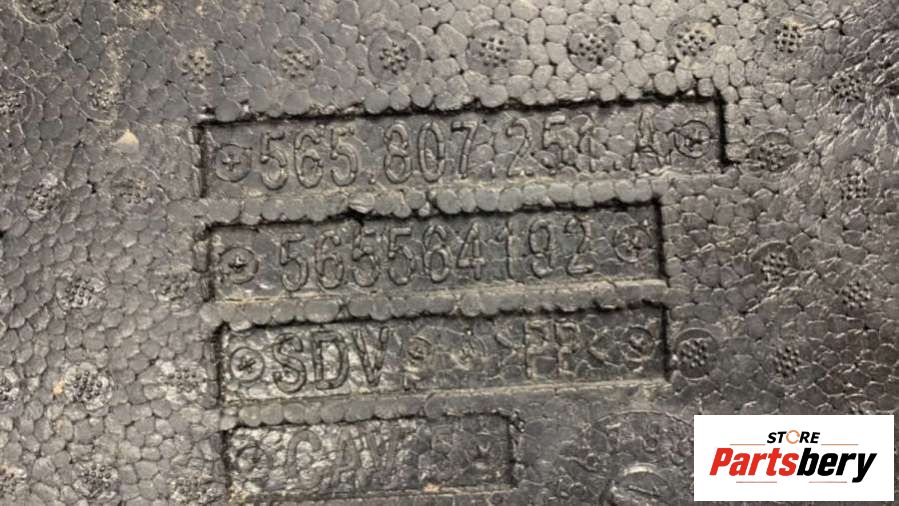 565.807.251.A
565564192
SDV >PP<
STORE
Partsbery